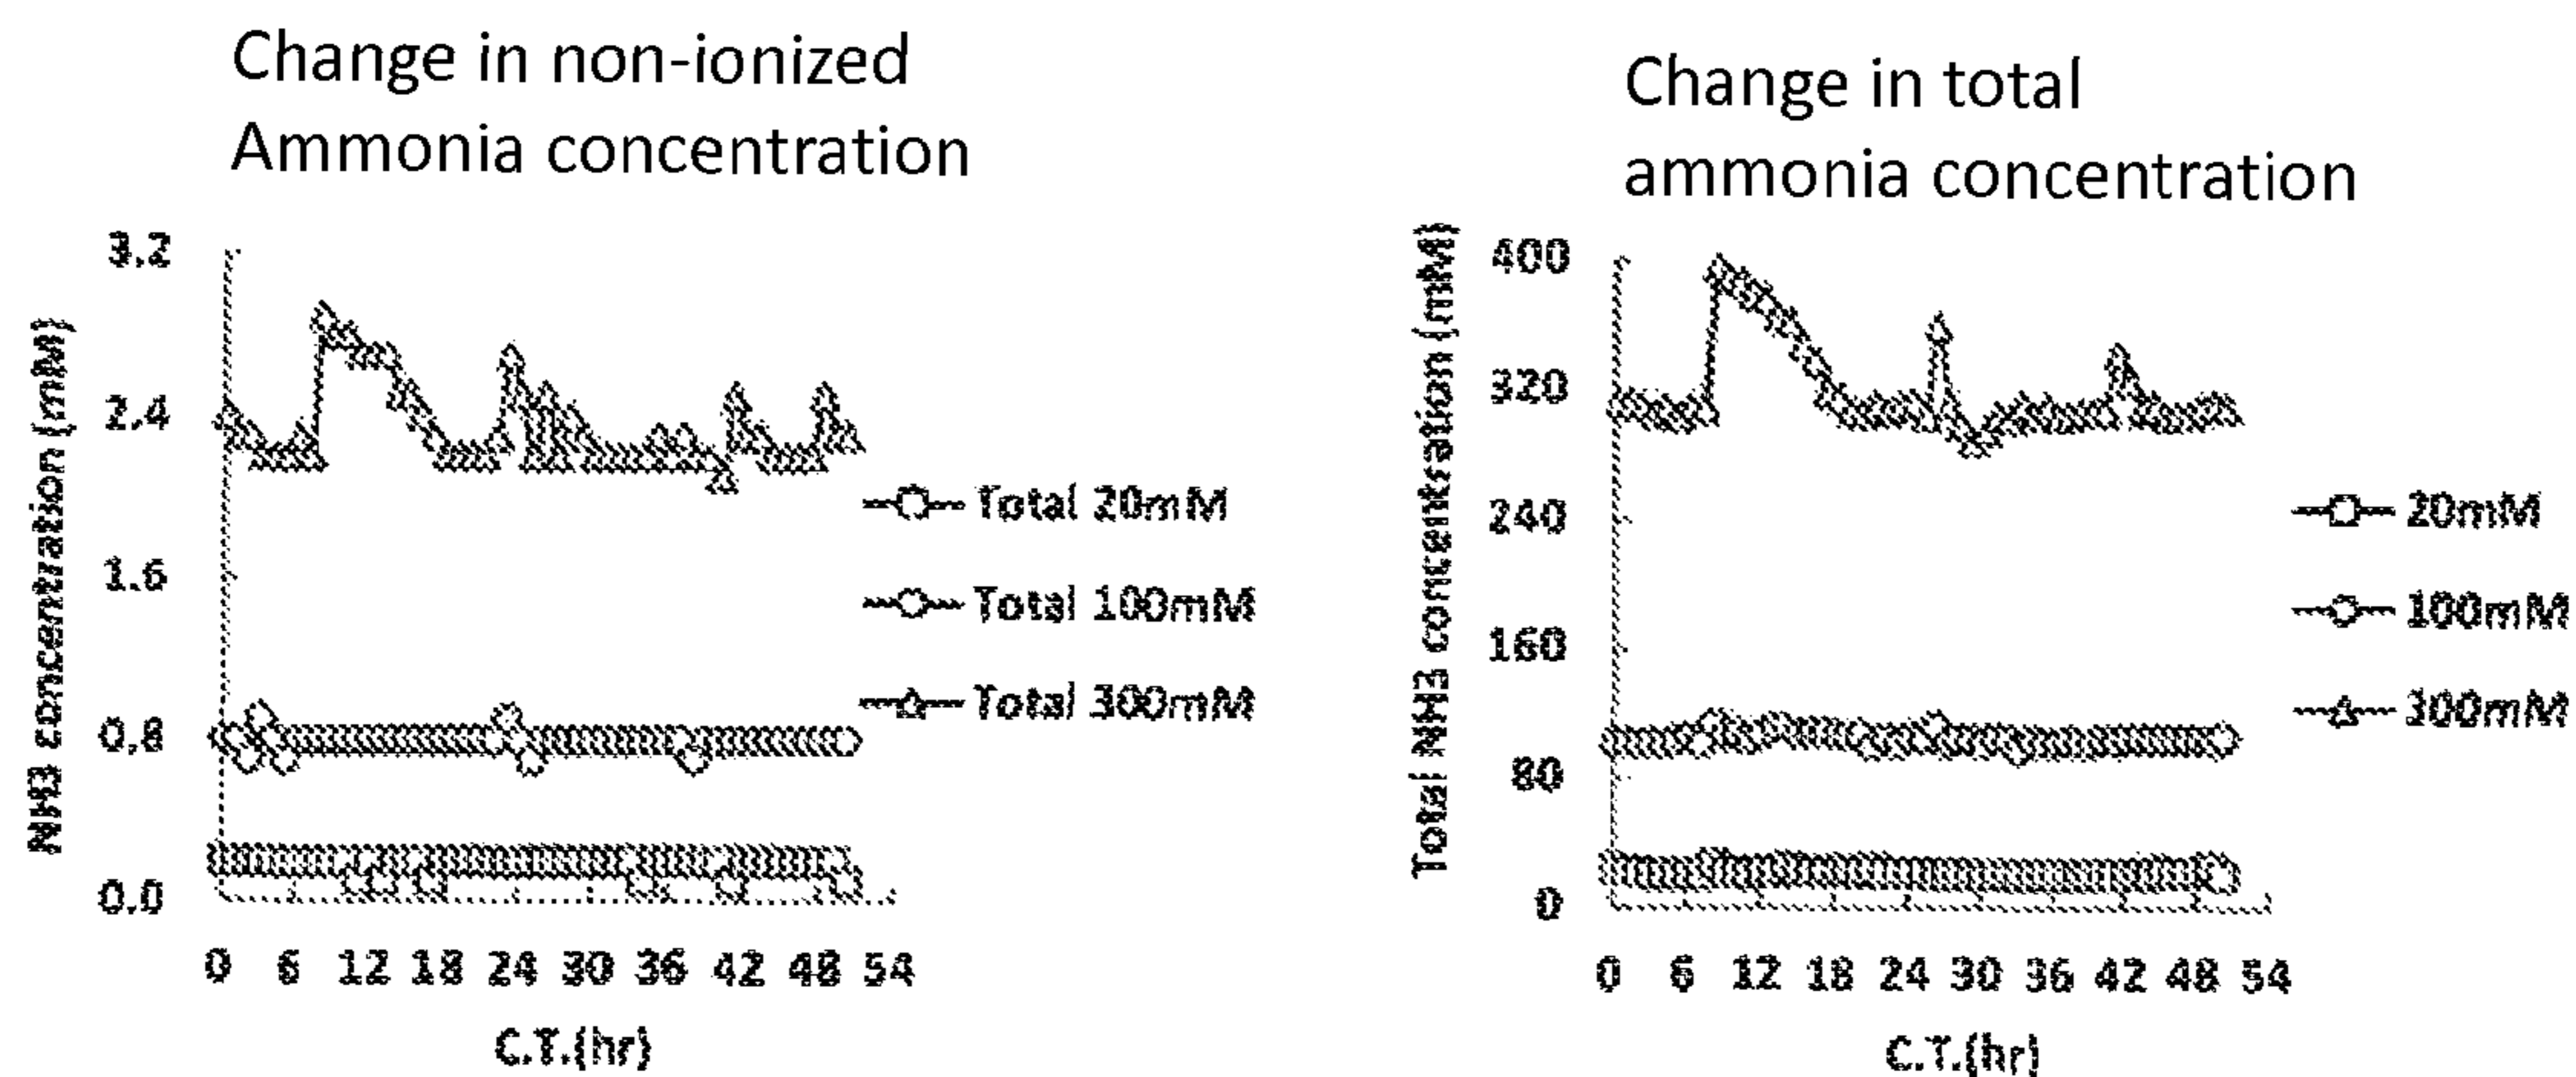 Change in non-ionized
Ammonia concentration
NH3 concentration (mM)
3.2
2.4
1.6
0.8
0.0
0 6 12 18 24 30 36 42 48 54
C.T.(hr)
Total 20mM
Total 100mM
Total 300mM
Change in total
ammonia concentration
Total NH3 concentration (mM)
400
320
240
160
80
0
0 6 12 18 24 30 36 42 48 54
C.T.(hr)
20mM
100mM
300mM